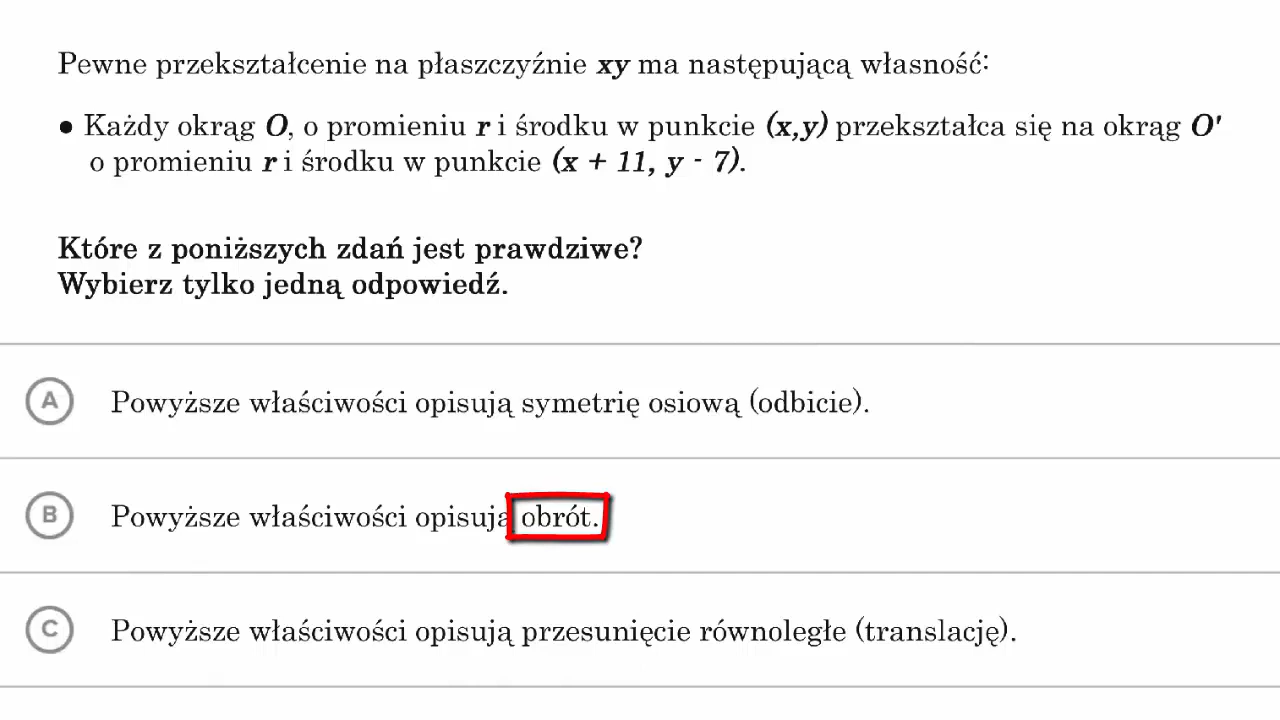 Pewne przekształcenie na płaszczyźnie xy ma następującą własność:
● Każdy okrąg O, o promieniu r i środku w punkcie (x,y) przekształca się na okrąg O'
o promieniu r i środku w punkcie (x + 11, y - 7).
Które z poniższych zdań jest prawdziwe?
Wybierz tylko jedną odpowiedź.
A Powyższe właściwości opisują symetrię osiową (odbicie).
B Powyższe właściwości opisują obrót.
C Powyższe właściwości opisują przesunięcie równoległe (translację).